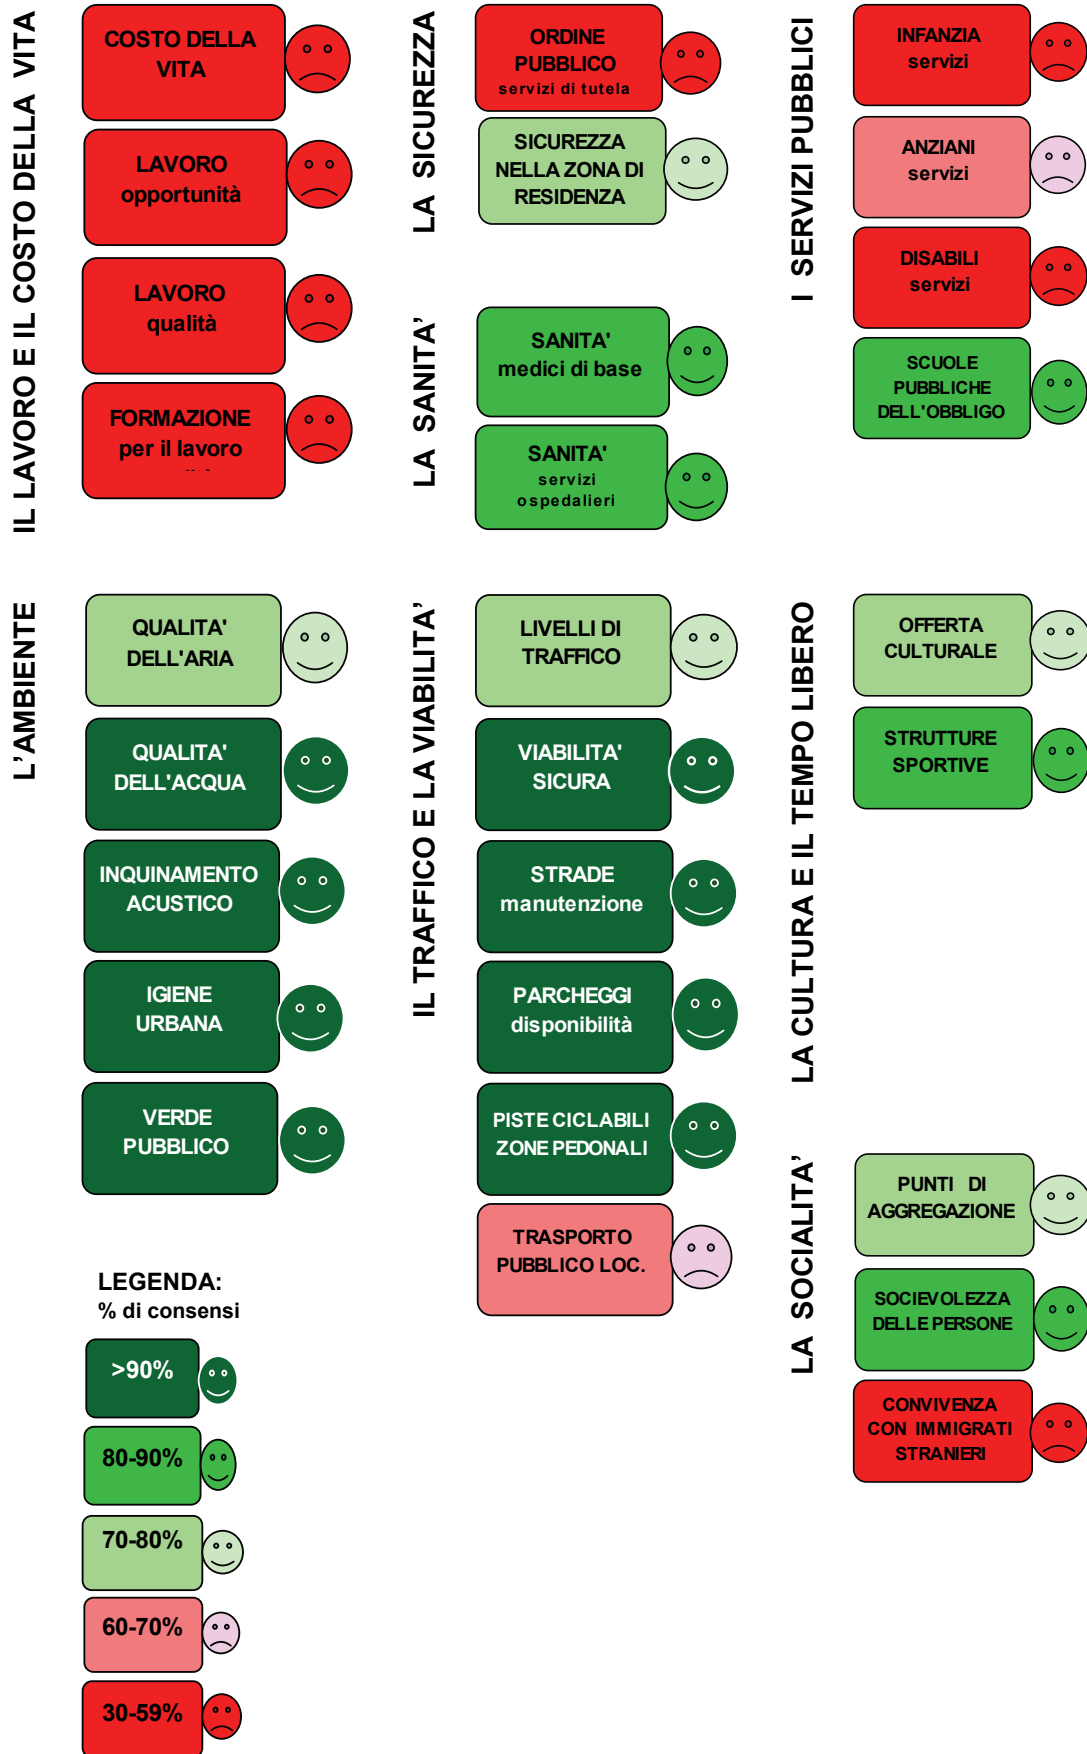 IL LAVORO E IL COSTO DELLA VITA
COSTO DELLA
VITA
LAVORO
opportunità
LAVORO
qualità
FORMAZIONE
per il lavoro
LA SICUREZZA
ORDINE
PUBBLICO
servizi di tutela
SICUREZZA
NELLA ZONA DI
RESIDENZA
LA SANITA'
SANITA'
medici di base
SANITA'
servizi
ospedalieri
I SERVIZI PUBBLICI
INFANZIA
servizi
ANZIANI
servizi
DISABILI
servizi
SCUOLE
PUBBLICHE
DELL'OBBLIGO
L'AMBIENTE
QUALITA'
DELL'ARIA
QUALITA'
DELL'ACQUA
INQUINAMENTO
ACUSTICO
IGIENE
URBANA
VERDE
PUBBLICO
IL TRAFFICO E LA VIABILITA'
LIVELLI DI
TRAFFICO
VIABILITA'
SICURA
STRADE
manutenzione
PARCHEGGI
disponibilità
PISTE CICLABILI
ZONE PEDONALI
TRASPORTO
PUBBLICO LOC.
LA CULTURA E IL TEMPO LIBERO
OFFERTA
CULTURALE
STRUTTURE
SPORTIVE
LA SOCIALITA'
PUNTI DI
AGGREGAZIONE
SOCIEVOLEZZA
DELLE PERSONE
CONVIVENZA
CON IMMIGRATI
STRANIERI
LEGENDA:
% di consensi
>90%
80-90%
70-80%
60-70%
30-59%